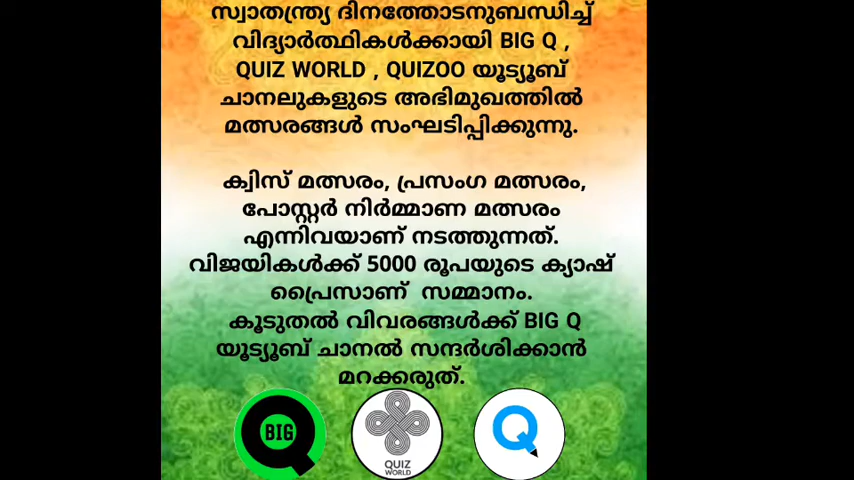 സ്വാതന്ത്ര്യ ദിനത്തോടനുബന്ധിച്ച്
വിദ്യാർത്ഥികൾക്കായി BIG Q ,
QUIZ WORLD , QUIZOO യൂട്യൂബ്
ചാനലുകളുടെ അഭിമുഖത്തിൽ
മത്സരങ്ങൾ സംഘടിപ്പിക്കുന്നു.
ക്വിസ് മത്സരം, പ്രസംഗ മത്സരം,
പോസ്റ്റർ നിർമ്മാണ മത്സരം
എന്നിവയാണ് നടത്തുന്നത്.
വിജയികൾക്ക് 5000 രൂപയുടെ ക്യാഷ്
പ്രൈസാണ് സമ്മാനം.
കൂടുതൽ വിവരങ്ങൾക്ക് BIG Q
യൂട്യൂബ് ചാനൽ സന്ദർശിക്കാൻ
മറക്കരുത്.
BIG
QUIZ
WORLD
Q